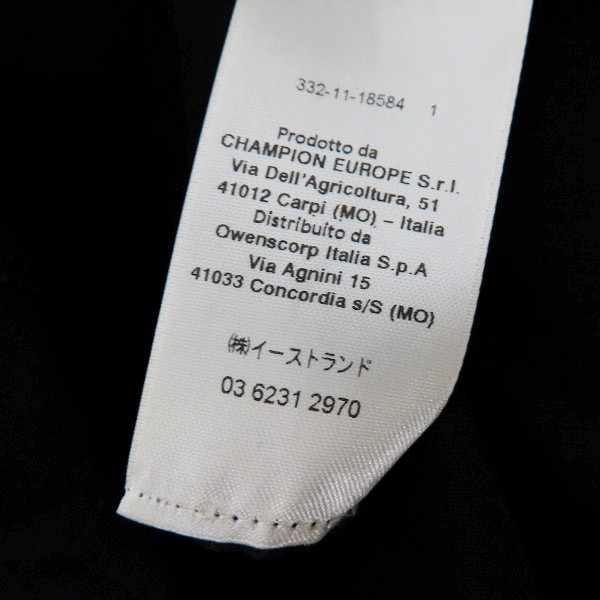 332-11-18584 1
Prodotto da
CHAMPION EUROPE S.r.l.
Via Dell'Agricoltura, 51
41012 Carpi (MO) – Italia
Distribuito da
Owenscorp Italia S.p.A
Via Agnini 15
41033 Concordia s/S (MO)
㈱イーストランド
03 6231 2970